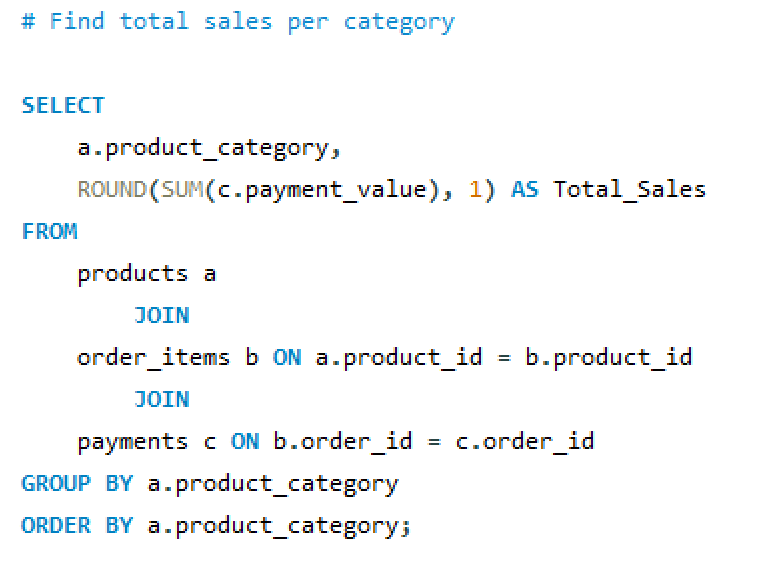 # Find total sales per category
SELECT
a.product_category,
ROUND(SUM(c.payment_value), 1) AS Total_Sales
FROM
products a
JOIN
order_items b ON a.product_id = b.product_id
JOIN
payments c ON b.order_id = c.order_id
GROUP BY a.product_category
ORDER BY a.product_category;